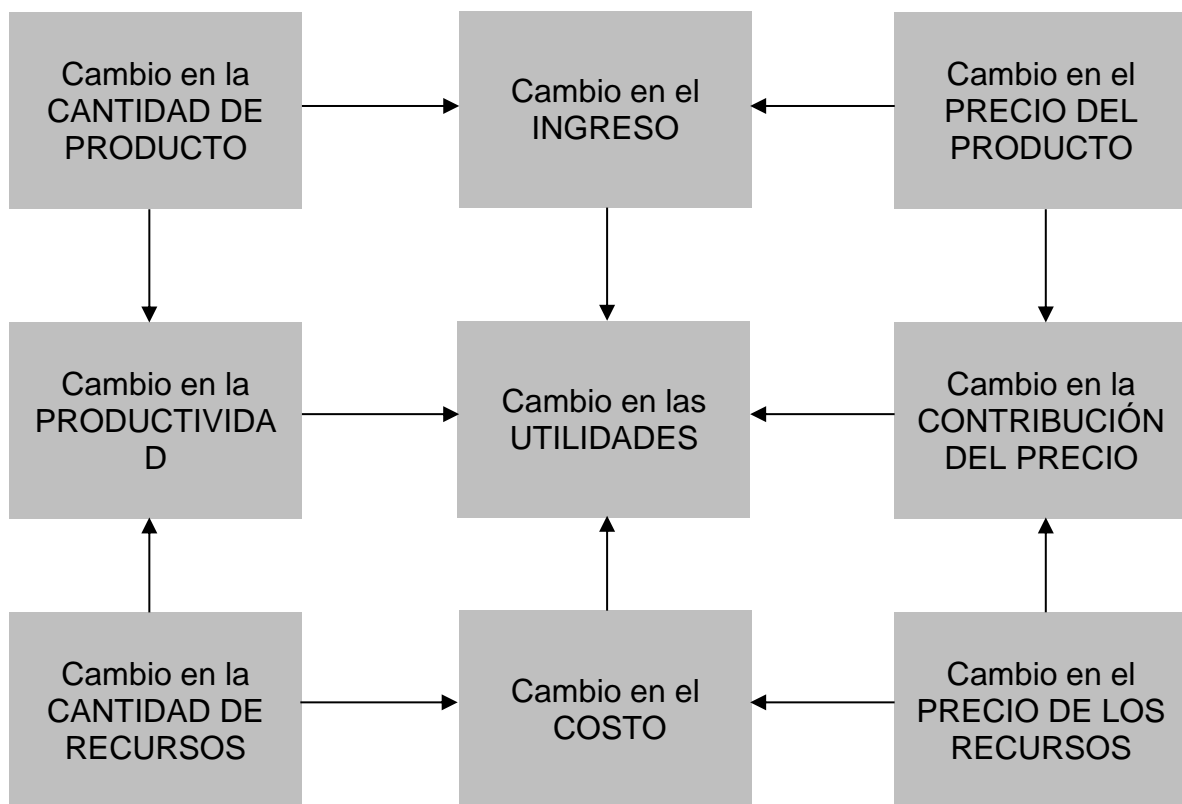 Cambio en la
CANTIDAD DE
PRODUCTO
Cambio en el
INGRESO
Cambio en el
PRECIO DEL
PRODUCTO
Cambio en la
PRODUCTIVIDA
D
Cambio en las
UTILIDADES
Cambio en la
CONTRIBUCIÓN
DEL PRECIO
Cambio en la
CANTIDAD DE
RECURSOS
Cambio en el
COSTO
Cambio en el
PRECIO DE LOS
RECURSOS